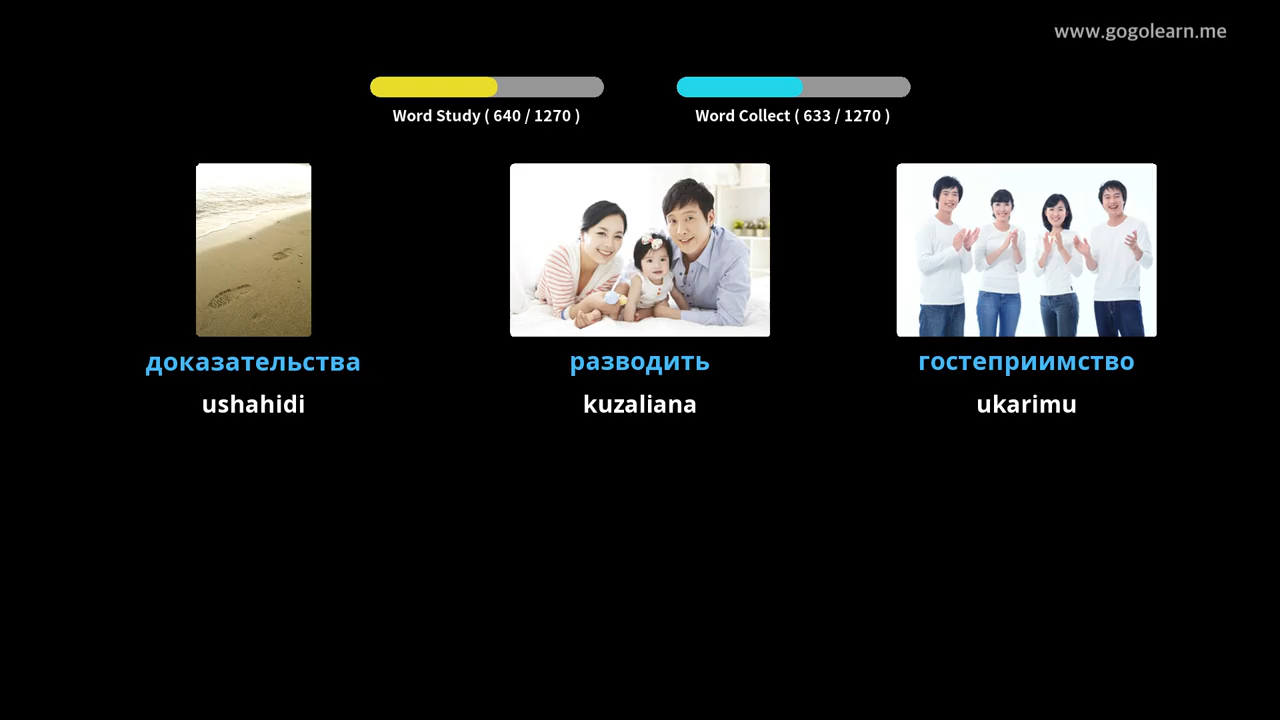 www.gogolearn.me
Word Study ( 640 / 1270 )
Word Collect ( 633 / 1270 )
доказательства
разводить
гостеприимство
ushahidi
kuzaliana
ukarimu